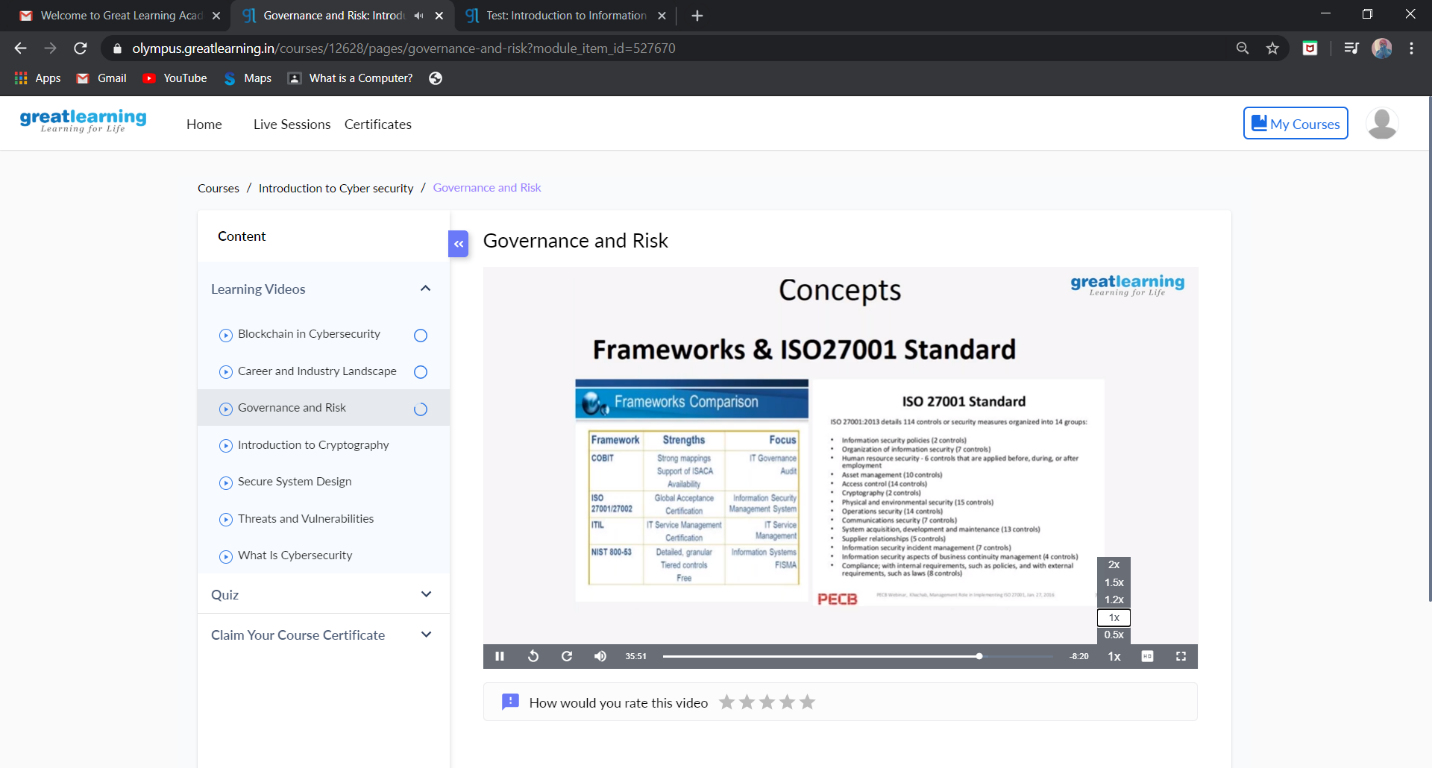 Welcome to Great Learning Acad
Governance and Risk: Introdu
Test: Introduction to Information
olympus.greatlearning.in/courses/12628/pages/governance-and-risk?module_item_id=527670
Apps Gmail YouTube Maps What is a Computer?
greatlearning
Learning for Life
Home Live Sessions Certificates
My Courses
Courses / Introduction to Cyber security / Governance and Risk
Content
Learning Videos
Blockchain in Cybersecurity
Career and Industry Landscape
Governance and Risk
Introduction to Cryptography
Secure System Design
Threats and Vulnerabilities
What Is Cybersecurity
Quiz
Claim Your Course Certificate
Governance and Risk
Concepts
greatlearning
Learning for Life
Frameworks & ISO27001 Standard
Frameworks Comparison
Framework Strengths Focus
COBIT Strong mappings IT Governance
Support of ISACA Audit
Availability
ISO Global Acceptance Information Security
27001/27002 Certification Management System
ITIL IT Service Management IT Service
Certification Management
NIST 800-53 Detailed, granular Information Systems
Tiered controls FISMA
Free
ISO 27001 Standard
ISO 27001:2013 details 114 controls or security measures organized into 14 groups:
• Information security policies (2 controls)
• Organization of information security (7 controls)
• Human resource security - 6 controls that are applied before, during, or after
employment
• Asset management (10 controls)
• Access control (14 controls)
• Cryptography (2 controls)
• Physical and environmental security (15 controls)
• Operations security (14 controls)
• Communications security (7 controls)
• System acquisition, development and maintenance (13 controls)
• Supplier relationships (5 controls)
• Information security incident management (7 controls)
• Information security aspects of business continuity management (4 controls)
• Compliance; with internal requirements, such as policies, and with external
requirements, such as laws (8 controls)
PECB
2x
1.5x
1.2x
1x
0.5x
35:51 -8:20 1x
How would you rate this video